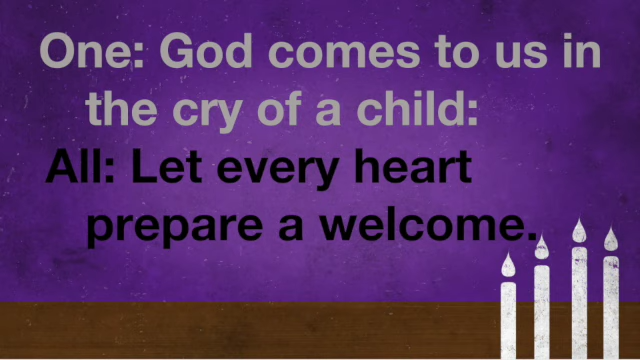 One: God comes to us in
the cry of a child:
All: Let every heart
prepare a welcome.